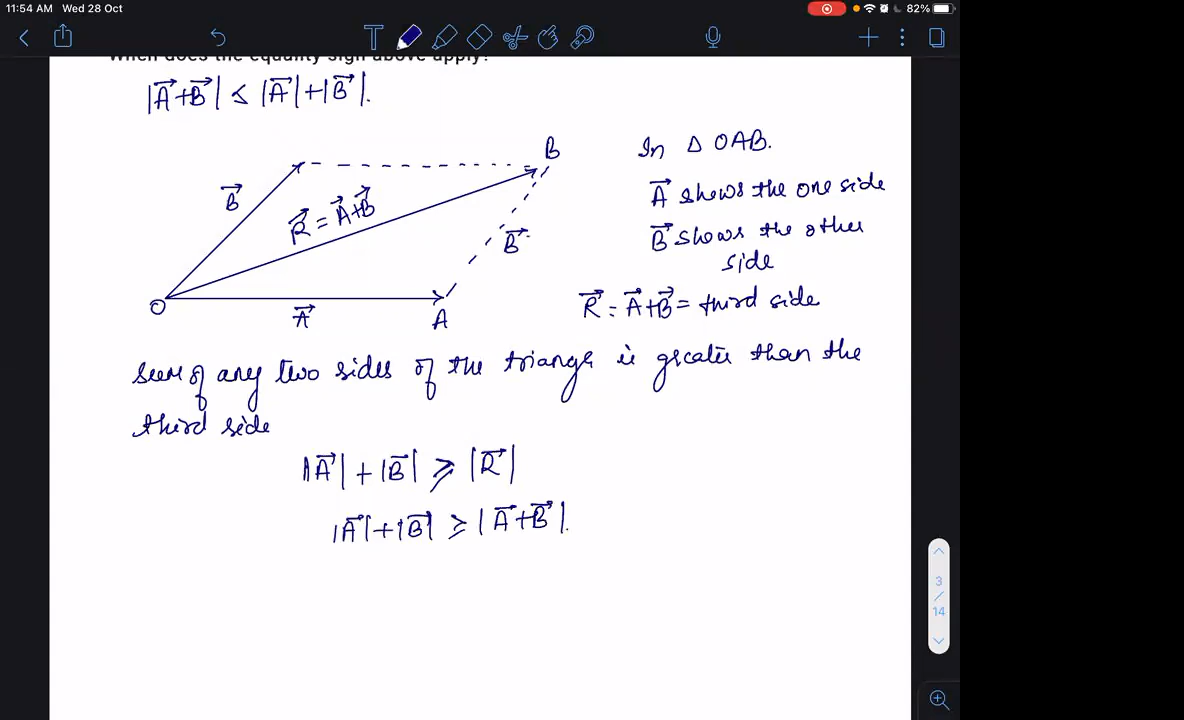 11:54 AM Wed 28 Oct
82%
When does the equality sign above apply?
|A⃗+B⃗| ≤ |A⃗|+|B⃗|.
B
In Δ OAB.
B⃗
R⃗ = A⃗+B⃗
A⃗ shows the one side
B⃗
B⃗ shows the other
side
O
A⃗
A
R⃗ = A⃗+B⃗ = third side
Sum of any two sides of the triangle is greater than the
third side
|A⃗| + |B⃗| ≥ |R⃗|
|A⃗|+|B⃗| ≥ |A⃗+B⃗|.
3
/
14